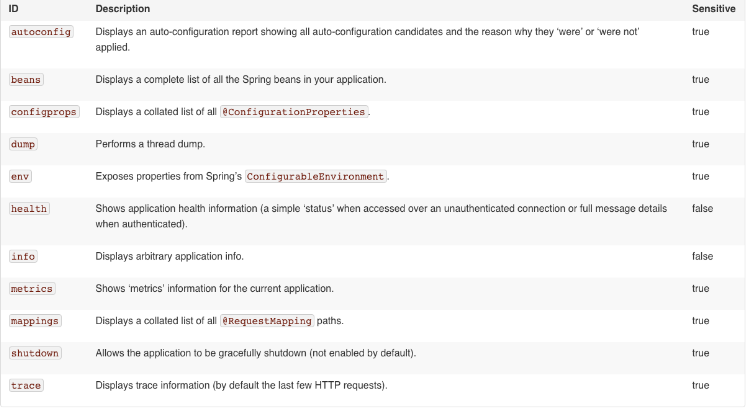 ID Description Sensitive
autoconfig Displays an auto-configuration report showing all auto-configuration candidates and the reason why they ‘were’ or ‘were not’ true
applied.
beans Displays a complete list of all the Spring beans in your application. true
configprops Displays a collated list of all @ConfigurationProperties. true
dump Performs a thread dump. true
env Exposes properties from Spring’s ConfigurableEnvironment. true
health Shows application health information (a simple ‘status’ when accessed over an unauthenticated connection or full message details false
when authenticated).
info Displays arbitrary application info. false
metrics Shows ‘metrics’ information for the current application. true
mappings Displays a collated list of all @RequestMapping paths. true
shutdown Allows the application to be gracefully shutdown (not enabled by default). true
trace Displays trace information (by default the last few HTTP requests). true